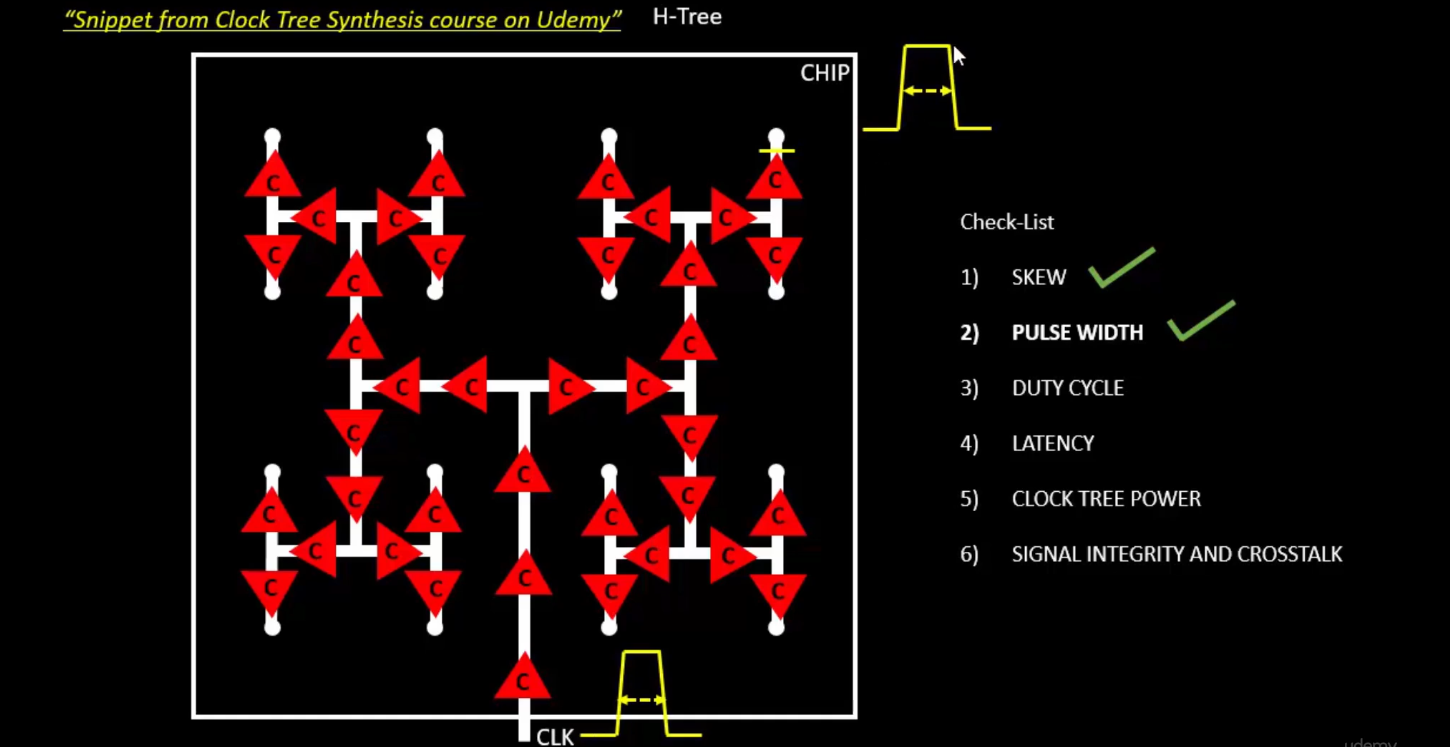 “Snippet from Clock Tree Synthesis course on Udemy”
H-Tree
CHIP
C C C C
C C C C
C C C C
C C
C C
C C C C
C C
C
C C
C C C C
C C C C
C
C C C C
C
CLK
Check-List
1) SKEW
2) PULSE WIDTH
3) DUTY CYCLE
4) LATENCY
5) CLOCK TREE POWER
6) SIGNAL INTEGRITY AND CROSSTALK
udemy